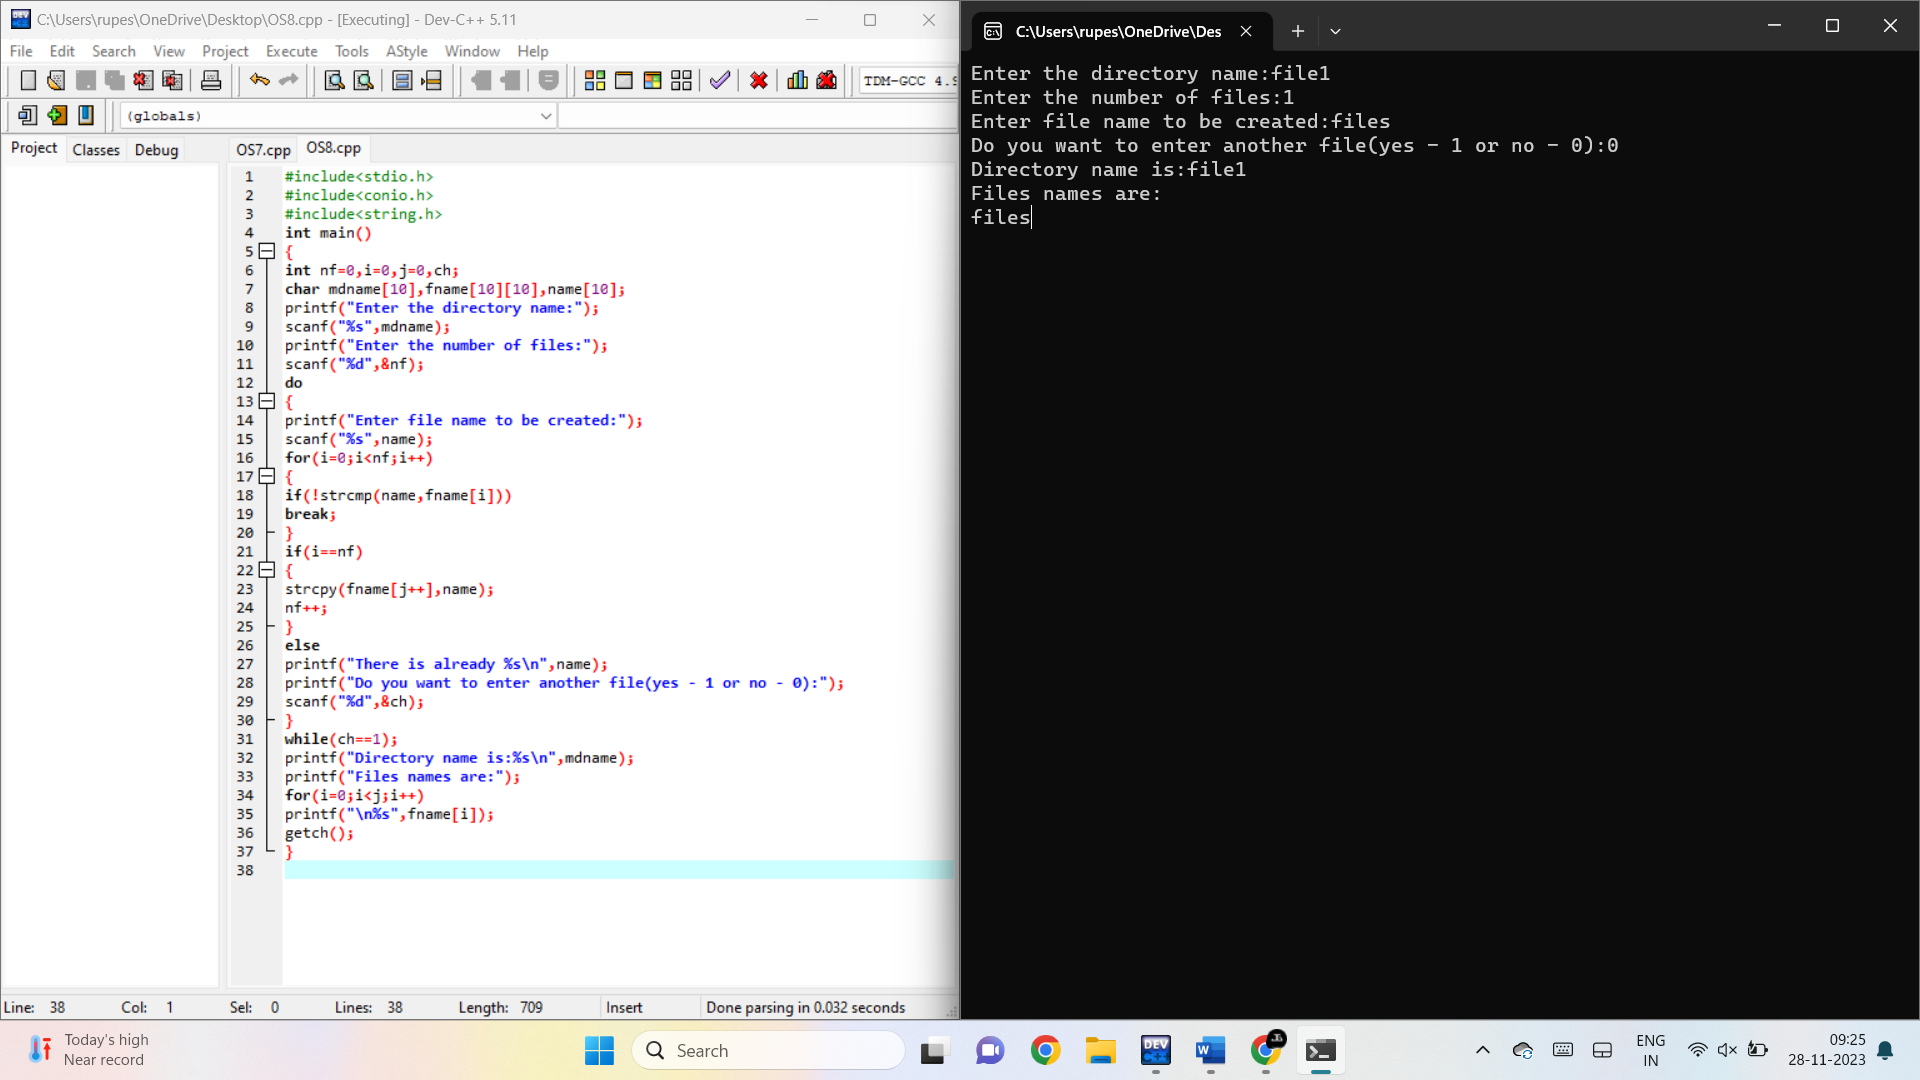 C:\Users\rupes\OneDrive\Desktop\OS8.cpp - [Executing] - Dev-C++ 5.11
File Edit Search View Project Execute Tools AStyle Window Help
TDM-GCC 4.9
(globals)
Project Classes Debug
OS7.cpp OS8.cpp
1 #include<stdio.h>
2 #include<conio.h>
3 #include<string.h>
4 int main()
5 {
6 int nf=0,i=0,j=0,ch;
7 char mdname[10],fname[10][10],name[10];
8 printf("Enter the directory name:");
9 scanf("%s",mdname);
10 printf("Enter the number of files:");
11 scanf("%d",&nf);
12 do
13 {
14 printf("Enter file name to be created:");
15 scanf("%s",name);
16 for(i=0;i<nf;i++)
17 {
18 if(!strcmp(name,fname[i]))
19 break;
20 }
21 if(i==nf)
22 {
23 strcpy(fname[j++],name);
24 nf++;
25 }
26 else
27 printf("There is already %s\n",name);
28 printf("Do you want to enter another file(yes - 1 or no - 0):");
29 scanf("%d",&ch);
30 }
31 while(ch==1);
32 printf("Directory name is:%s\n",mdname);
33 printf("Files names are:");
34 for(i=0;i<j;i++)
35 printf("\n%s",fname[i]);
36 getch();
37 }
38
Line: 38 Col: 1 Sel: 0 Lines: 38 Length: 709 Insert Done parsing in 0.032 seconds
C:\Users\rupes\OneDrive\Des
Enter the directory name:file1
Enter the number of files:1
Enter file name to be created:files
Do you want to enter another file(yes - 1 or no - 0):0
Directory name is:file1
Files names are:
files
Today's high
Near record
Search
DEV
W
ENG
IN
09:25
28-11-2023